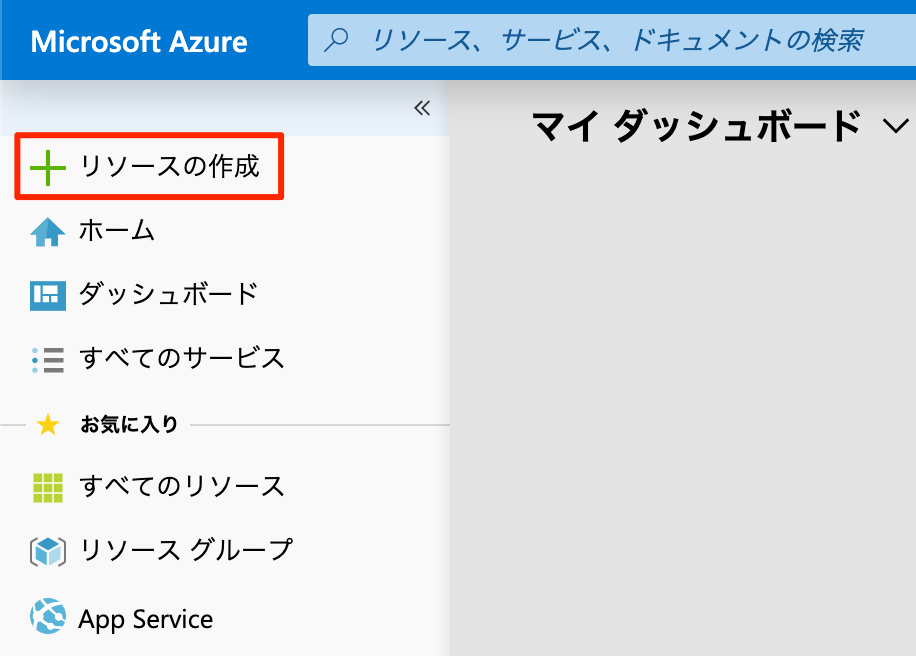 Microsoft Azure
リソース、サービス、ドキュメントの検索
マイ ダッシュボード
リソースの作成
ホーム
ダッシュボード
すべてのサービス
お気に入り
すべてのリソース
リソース グループ
App Service